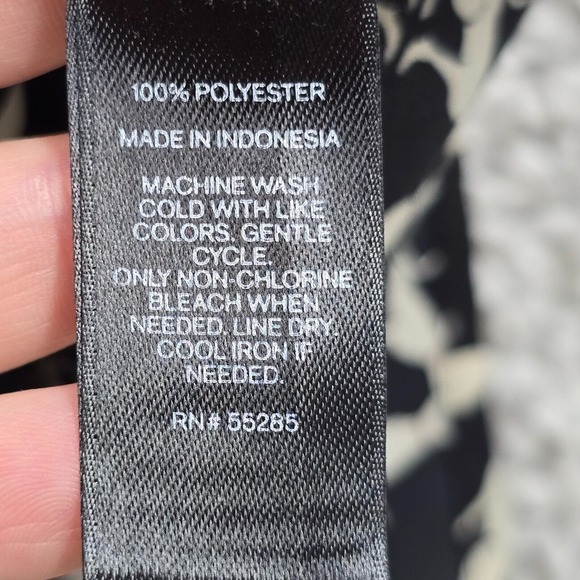 100% POLYESTER
MADE IN INDONESIA
MACHINE WASH
COLD WITH LIKE
COLORS. GENTLE
CYCLE.
ONLY NON-CHLORINE
BLEACH WHEN
NEEDED. LINE DRY.
COOL IRON IF
NEEDED.
RN# 55285